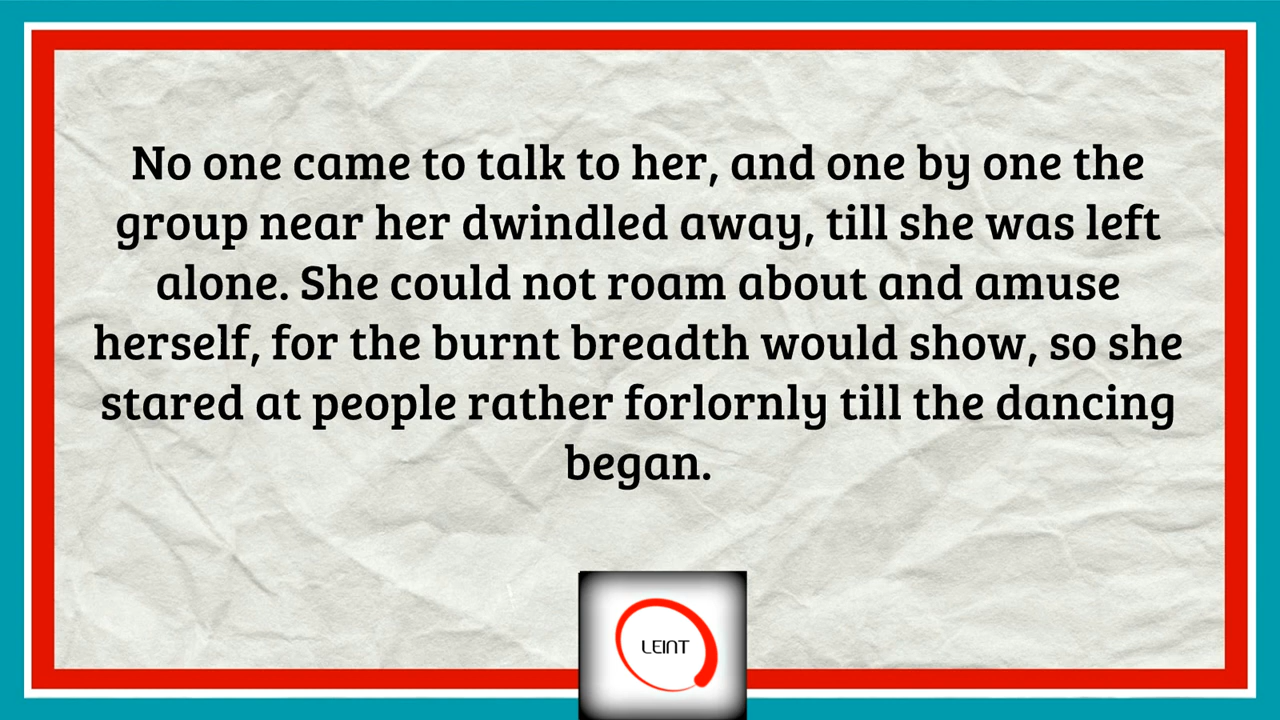 No one came to talk to her, and one by one the
group near her dwindled away, till she was left
alone. She could not roam about and amuse
herself, for the burnt breadth would show, so she
stared at people rather forlornly till the dancing
began.
LEINT